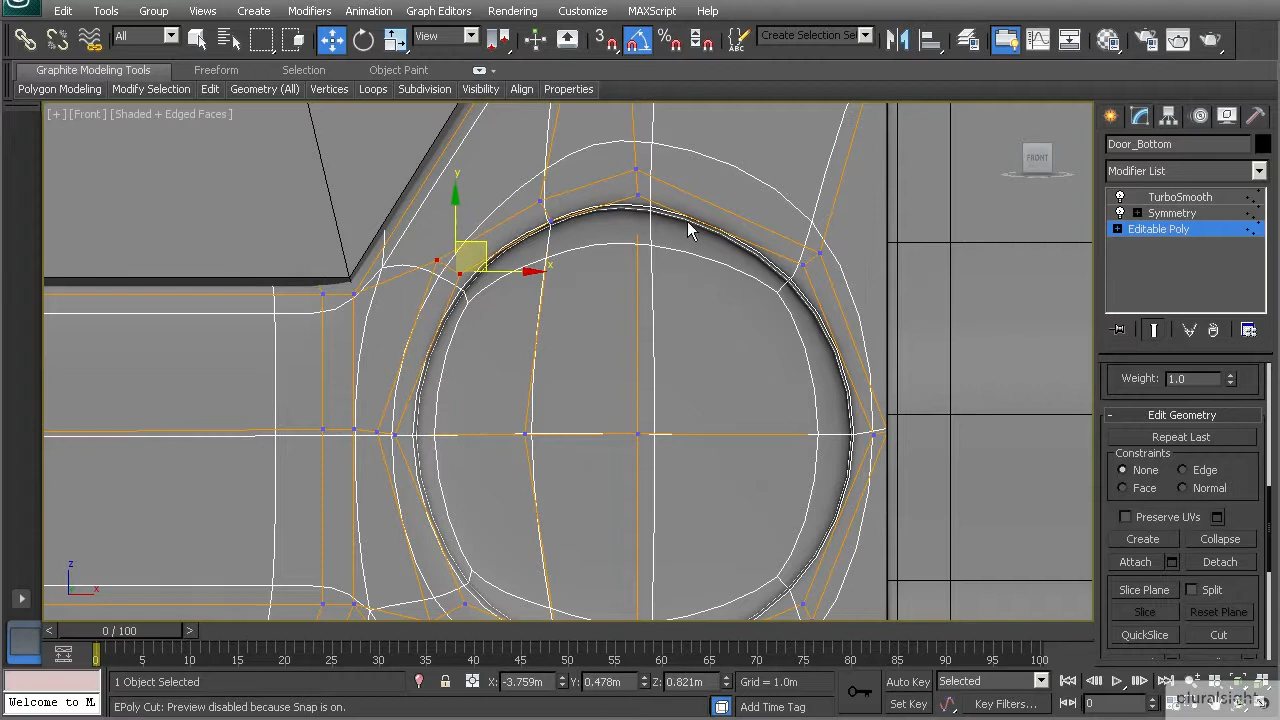 Edit Tools Group Views Create Modifiers Animation Graph Editors Rendering Customize MAXScript Help
All View 3 Create Selection Se
Graphite Modeling Tools Freeform Selection Object Paint
Polygon Modeling Modify Selection Edit Geometry (All) Vertices Loops Subdivision Visibility Align Properties
[+] [Front] [Shaded + Edged Faces]
FRONT
y
x
z
x
Door_Bottom
Modifier List
TurboSmooth
Symmetry
Editable Poly
Weight: 1.0
Edit Geometry
Repeat Last
Constraints
None Edge
Face Normal
Preserve UVs
Create Collapse
Attach Detach
Slice Plane Split
Slice Reset Plane
QuickSlice Cut
0 / 100
0 5 10 15 20 25 30 35 40 45 50 55 60 65 70 75 80 85 90 95 100
1 Object Selected X: -3.759m Y: 0.478m Z: 0.821m Grid = 1.0m Auto Key Selected
Welcome to M EPoly Cut: Preview disabled because Snap is on. Add Time Tag Set Key Key Filters... 0
pluralsight